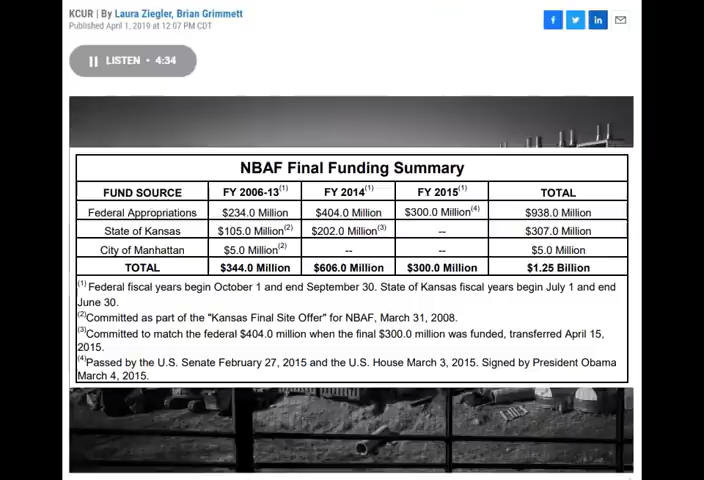 KCUR | By Laura Ziegler, Brian Grimmett
Published April 1, 2019 at 12:07 PM CDT
LISTEN • 4:34
NBAF Final Funding Summary
FUND SOURCE FY 2006-13(1) FY 2014(1) FY 2015(1) TOTAL
Federal Appropriations $234.0 Million $404.0 Million $300.0 Million(4) $938.0 Million
State of Kansas $105.0 Million(2) $202.0 Million(3) -- $307.0 Million
City of Manhattan $5.0 Million(2) -- -- $5.0 Million
TOTAL $344.0 Million $606.0 Million $300.0 Million $1.25 Billion
(1) Federal fiscal years begin October 1 and end September 30. State of Kansas fiscal years begin July 1 and end
June 30.
(2)Committed as part of the "Kansas Final Site Offer" for NBAF, March 31, 2008.
(3)Committed to match the federal $404.0 million when the final $300.0 million was funded, transferred April 15,
2015.
(4)Passed by the U.S. Senate February 27, 2015 and the U.S. House March 3, 2015. Signed by President Obama
March 4, 2015.